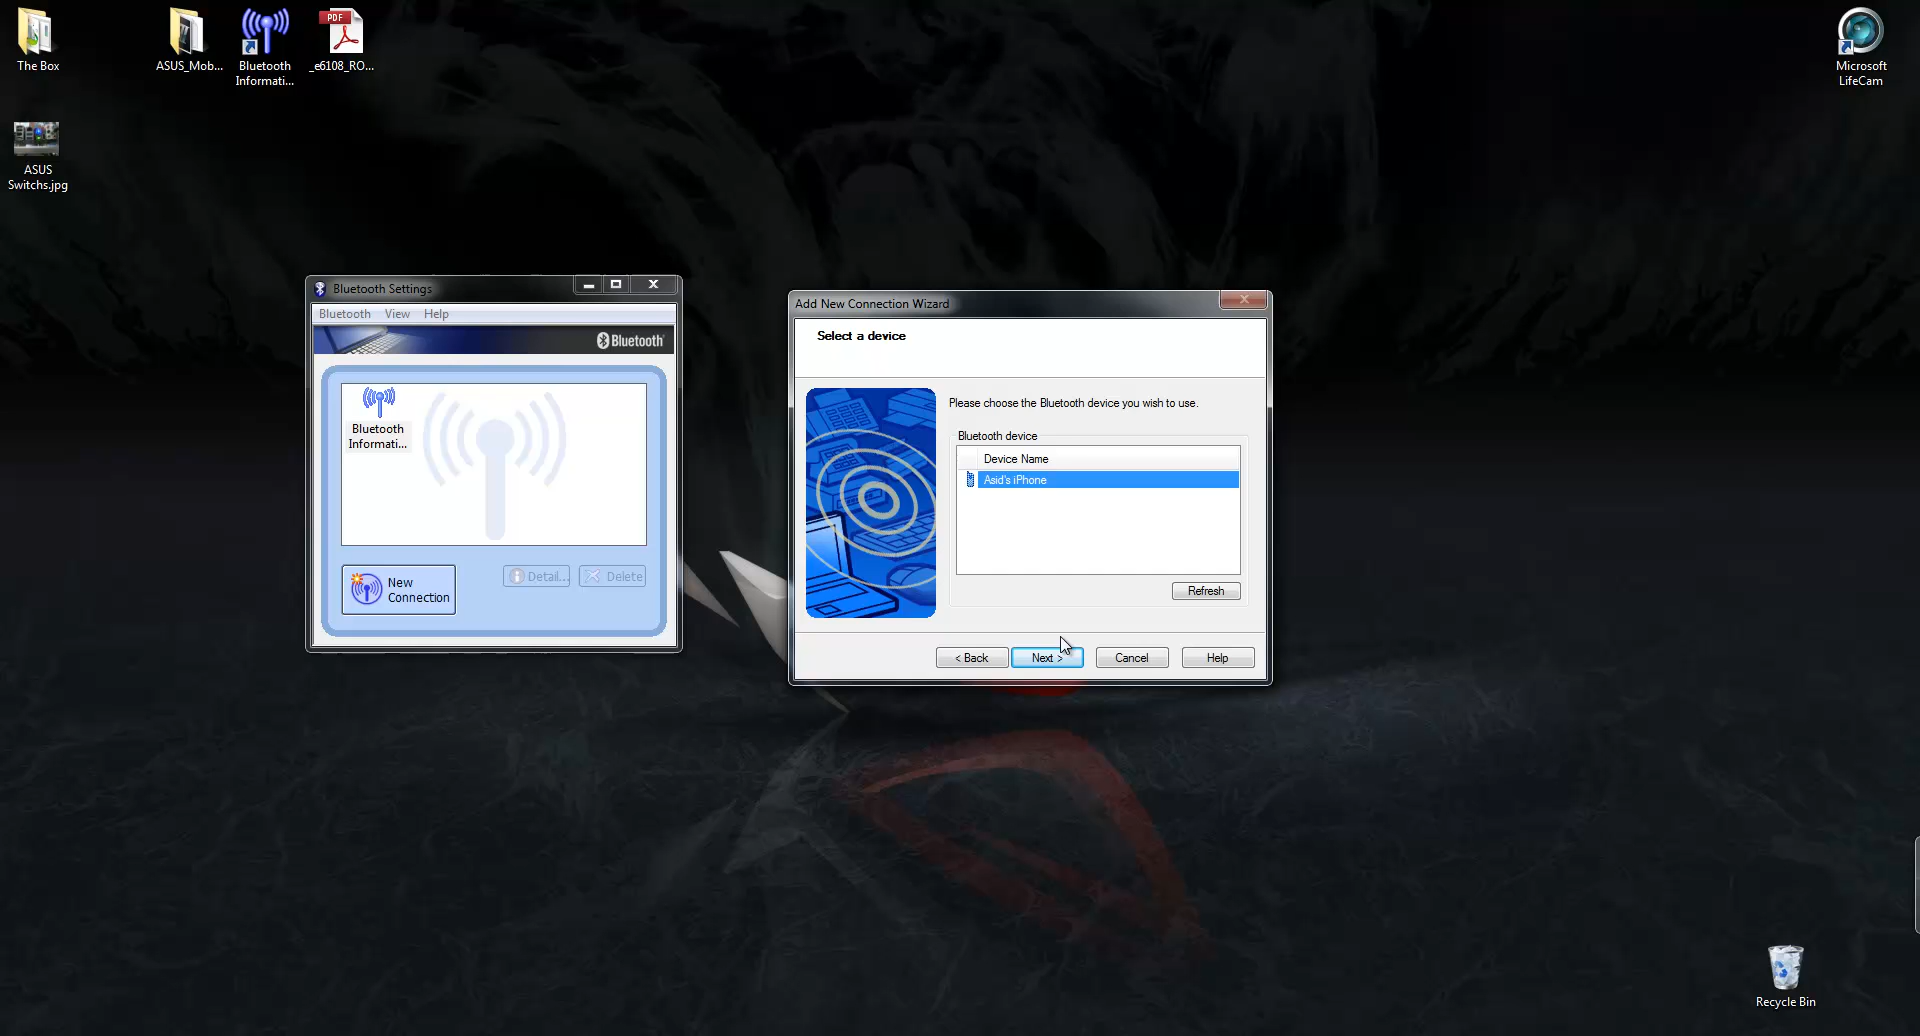 The Box
ASUS_Mob...
Bluetooth
Informati...
PDF
_e6108_RO...
Microsoft
LifeCam
ASUS
Switchs.jpg
Bluetooth Settings
Bluetooth View Help
Bluetooth
Bluetooth
Informati...
New
Connection
Detail...
Delete
Add New Connection Wizard
Select a device
Please choose the Bluetooth device you wish to use.
Bluetooth device
Device Name
Asid's iPhone
Refresh
< Back
Next >
Cancel
Help
Recycle Bin